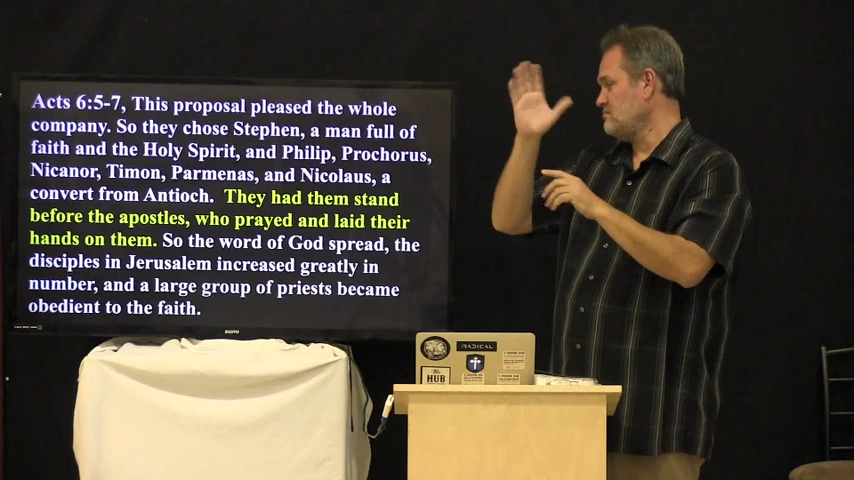 Acts 6:5-7, This proposal pleased the whole
company. So they chose Stephen, a man full of
faith and the Holy Spirit, and Philip, Prochorus,
Nicanor, Timon, Parmenas, and Nicolaus, a
convert from Antioch. They had them stand
before the apostles, who prayed and laid their
hands on them. So the word of God spread, the
disciples in Jerusalem increased greatly in
number, and a large group of priests became
obedient to the faith.
SANYO
RADICAL
HUB